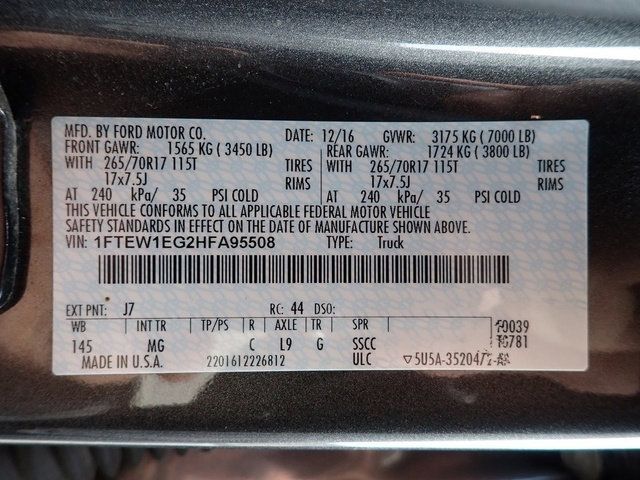 MFD. BY FORD MOTOR CO. DATE: 12/16 GVWR: 3175 KG ( 7000 LB)
FRONT GAWR: 1565 KG ( 3450 LB) REAR GAWR: 1724 KG ( 3800 LB)
WITH 265/70R17 115T TIRES WITH 265/70R17 115T TIRES
17x7.5J RIMS 17x7.5J RIMS
AT 240 kPa/ 35 PSI COLD AT 240 kPa/ 35 PSI COLD
THIS VEHICLE CONFORMS TO ALL APPLICABLE FEDERAL MOTOR VEHICLE
SAFETY STANDARDS IN EFFECT ON THE DATE OF MANUFACTURE SHOWN ABOVE.
VIN: 1FTEW1EG2HFA95508 TYPE: Truck
EXT PNT: J7 RC: 44 DSO:
WB INT TR TP/PS R AXLE TR SPR
145 MG C L9 G SSCC
MADE IN U.S.A. 2201612226812 ULC